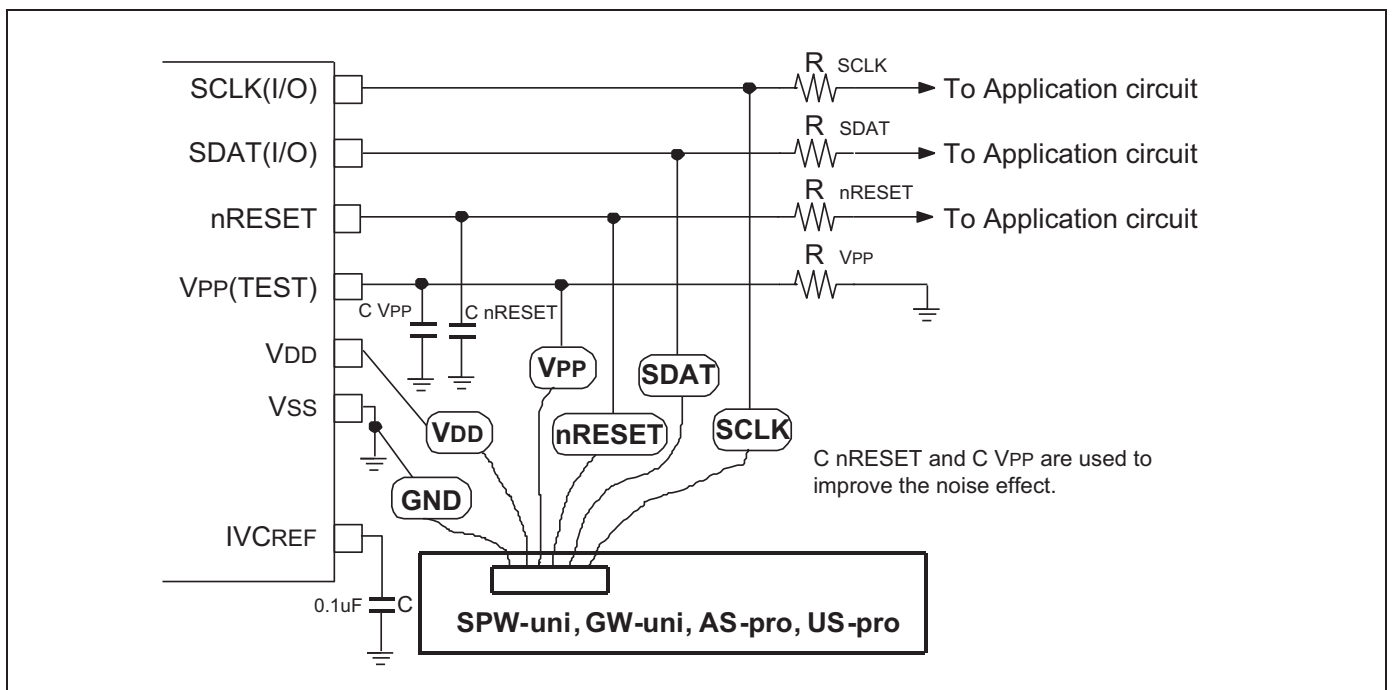 R SCLK
SCLK(I/O) To Application circuit
R SDAT
SDAT(I/O) To Application circuit
R nRESET
nRESET To Application circuit
R VPP
VPP(TEST)
C VPP C nRESET
VDD
VPP
SDAT
VSS
VDD
nRESET
SCLK
GND
C nRESET and C VPP are used to
improve the noise effect.
IVCREF
0.1uF C
SPW-uni, GW-uni, AS-pro, US-pro